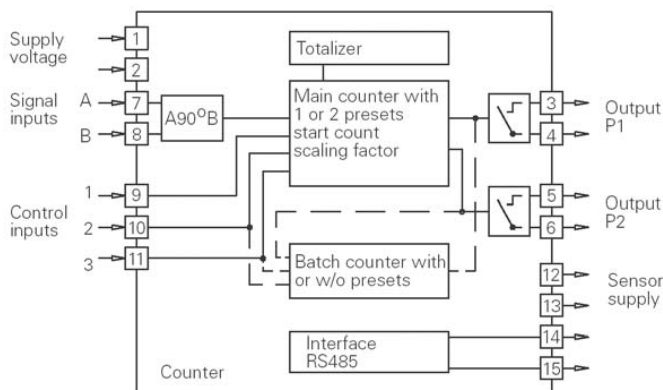 Supply
voltage
1
2
Signal
inputs
A
7
B
8
A90°B
Totalizer
Main counter with
1 or 2 presets
start count
scaling factor
3
4
Output
P1
Control
inputs
1
9
2
10
3
11
5
6
Output
P2
Batch counter with
or w/o presets
12
13
Sensor
supply
Interface
RS485
14
15
Counter